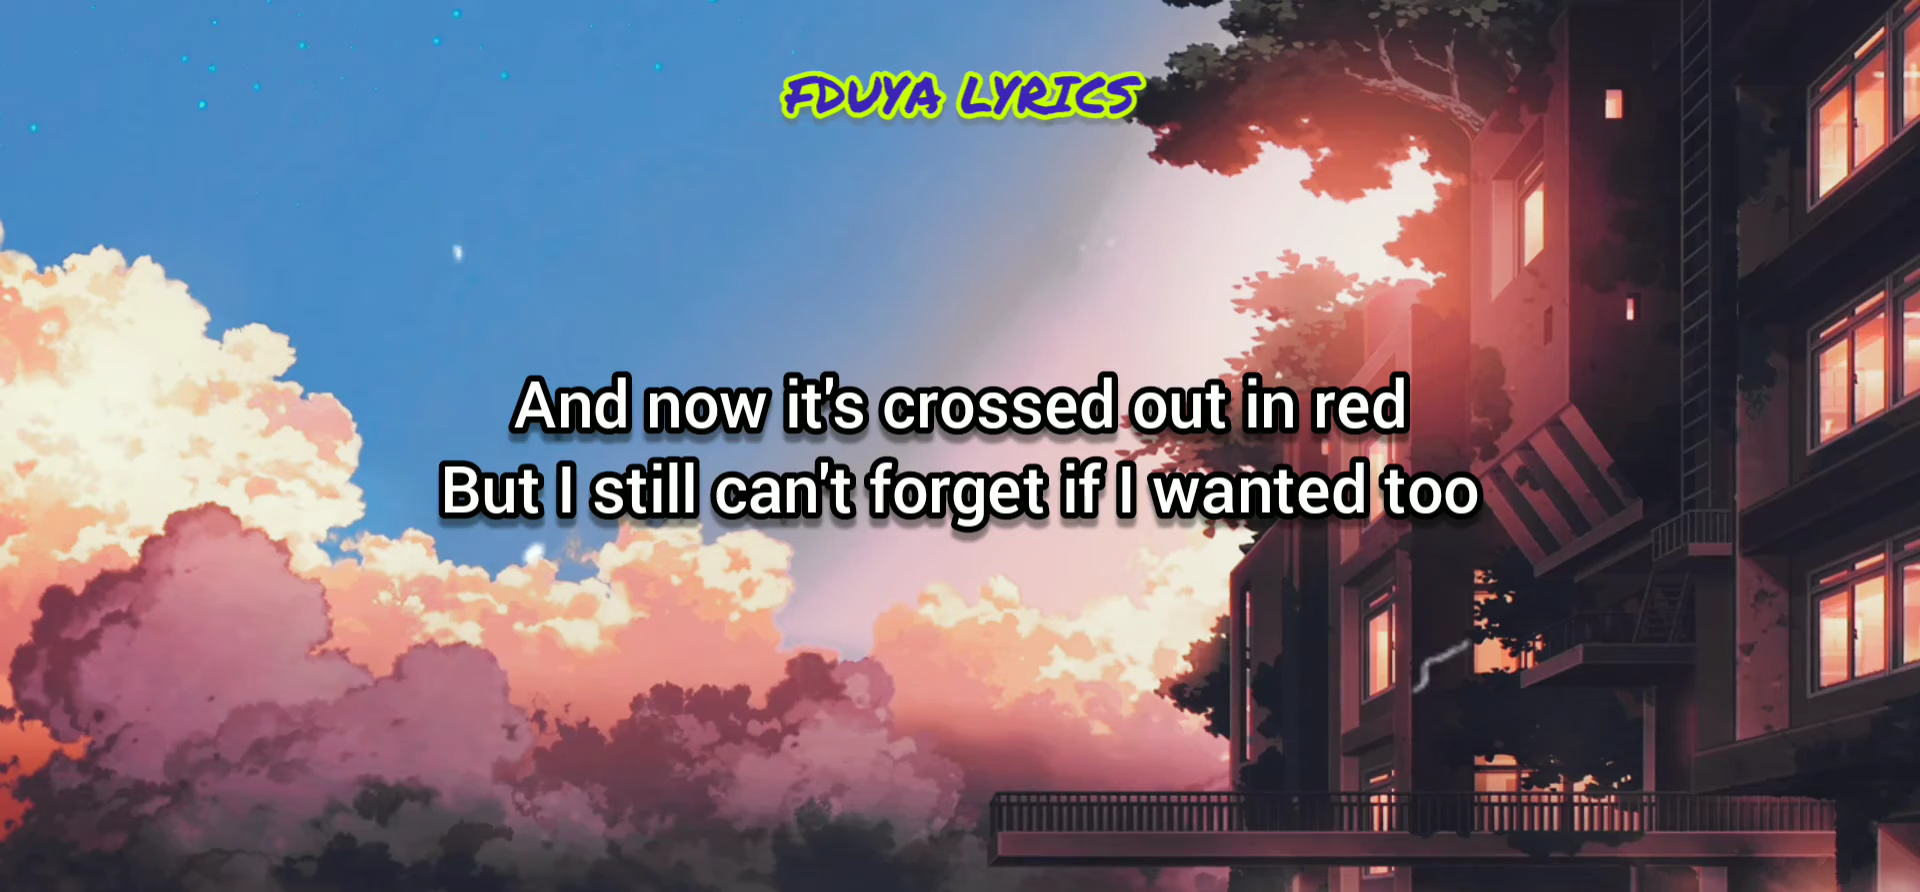 FDUYA LYRICS
And now it's crossed out in red
But I still can't forget if I wanted too